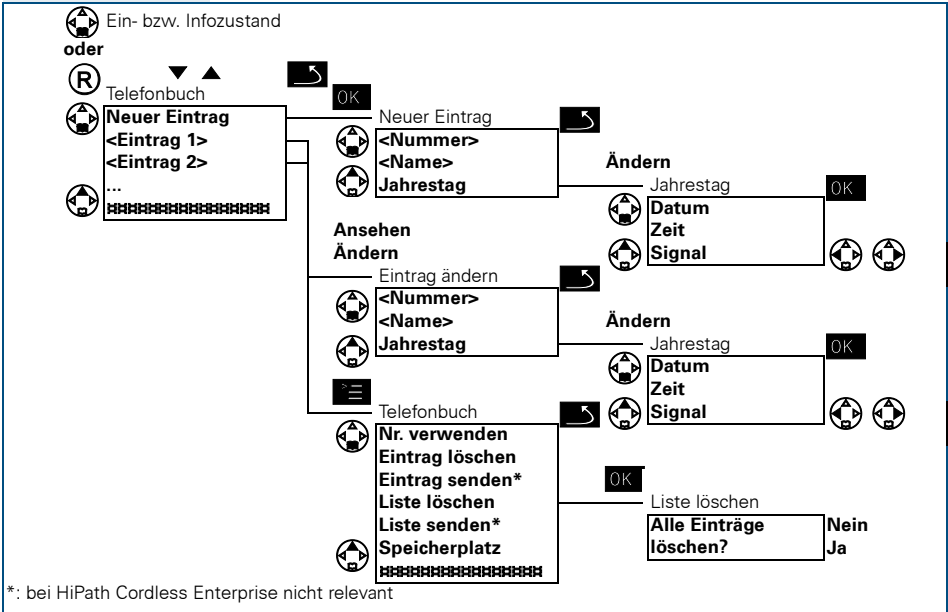 Ein- bzw. Infozustand
oder
R
Telefonbuch
Neuer Eintrag
<Eintrag 1>
<Eintrag 2>
...
OK
Neuer Eintrag
<Nummer>
<Name>
Jahrestag
Ändern
Jahrestag
OK
Datum
Zeit
Signal
Ansehen
Ändern
Eintrag ändern
<Nummer>
<Name>
Jahrestag
Ändern
Jahrestag
OK
Datum
Zeit
Signal
Telefonbuch
Nr. verwenden
Eintrag löschen
Eintrag senden*
Liste löschen
Liste senden*
Speicherplatz
OK
Liste löschen
Alle Einträge
löschen?
Nein
Ja
*: bei HiPath Cordless Enterprise nicht relevant